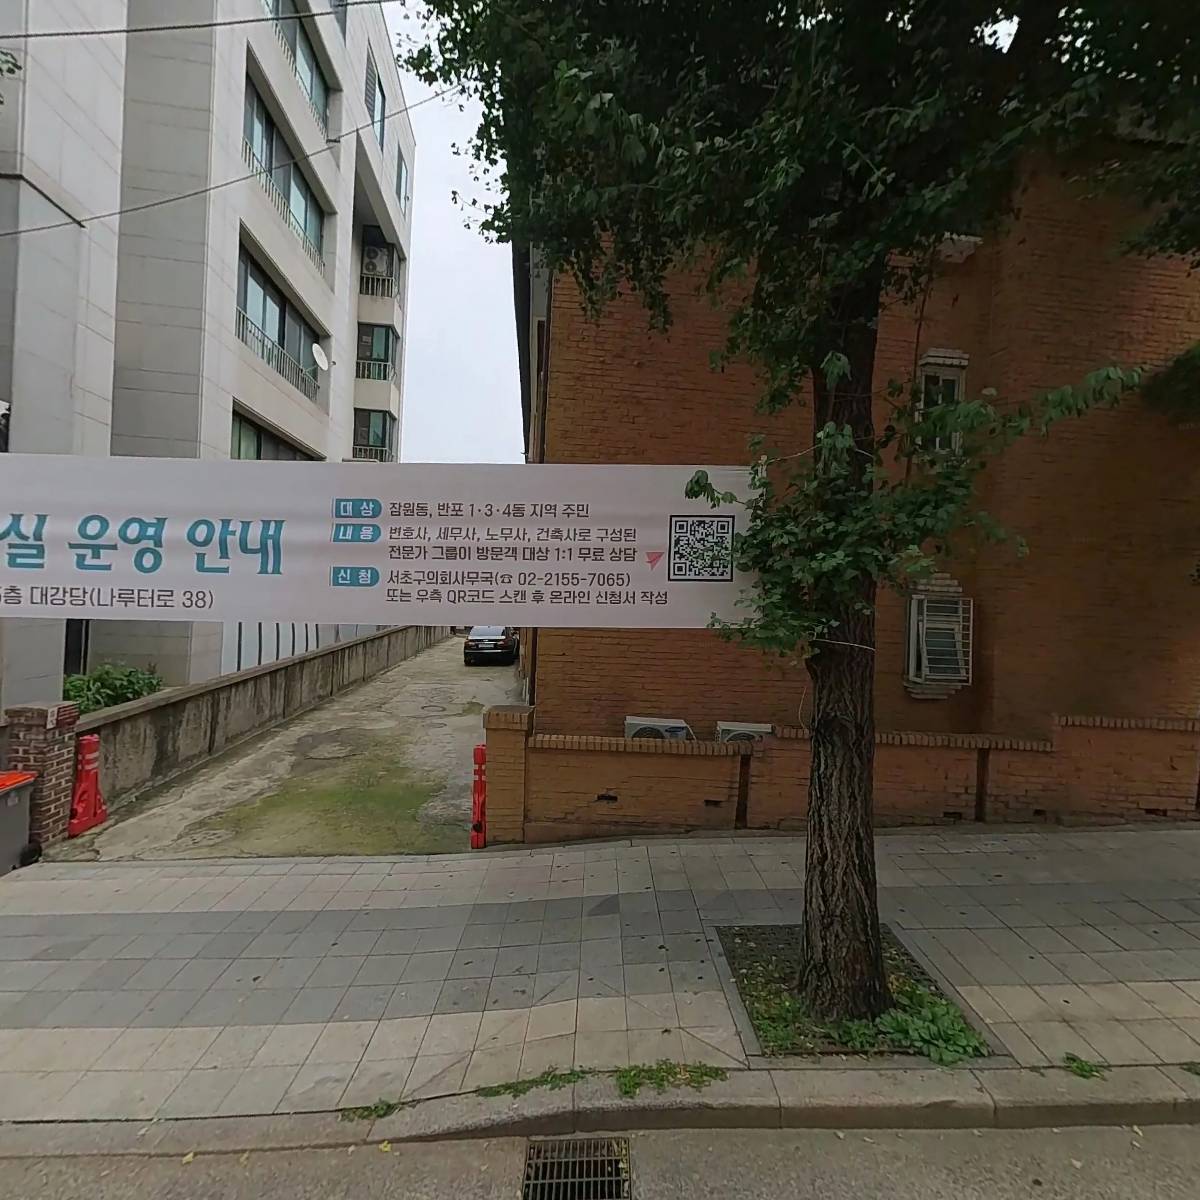 실 운영 안내
5층 대강당(나루터로 38)
대 상 잠원동, 반포 1·3·4동 지역 주민
내 용 변호사, 세무사, 노무사, 건축사로 구성된
전문가 그룹이 방문객 대상 1:1 무료 상담
신 청 서초구의회사무국(☎ 02-2155-7065)
또는 우측 QR코드 스캔 후 온라인 신청서 작성